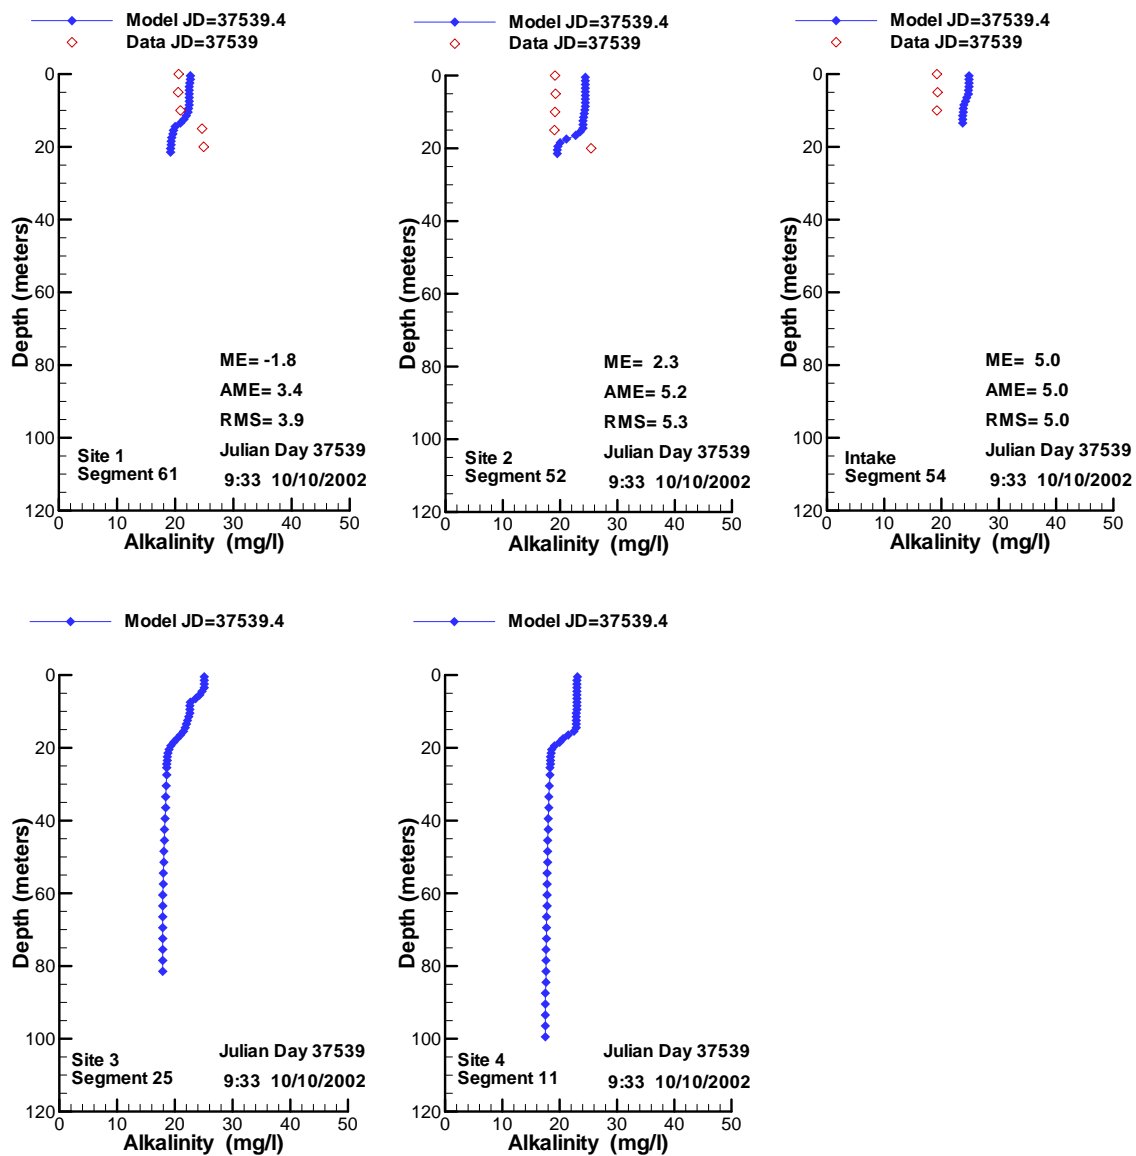 Model JD=37539.4
Data JD=37539
0
20
40
60
80
100
120
Depth (meters)
ME= -1.8
AME= 3.4
RMS= 3.9
Julian Day 37539
9:33 10/10/2002
Site 1
Segment 61
0 10 20 30 40 50
Alkalinity (mg/l)
Model JD=37539.4
Data JD=37539
0
20
40
60
80
100
120
Depth (meters)
ME= 2.3
AME= 5.2
RMS= 5.3
Julian Day 37539
9:33 10/10/2002
Site 2
Segment 52
0 10 20 30 40 50
Alkalinity (mg/l)
Model JD=37539.4
Data JD=37539
0
20
40
60
80
100
120
Depth (meters)
ME= 5.0
AME= 5.0
RMS= 5.0
Julian Day 37539
9:33 10/10/2002
Intake
Segment 54
0 10 20 30 40 50
Alkalinity (mg/l)
Model JD=37539.4
0
20
40
60
80
100
120
Depth (meters)
Julian Day 37539
9:33 10/10/2002
Site 3
Segment 25
0 10 20 30 40 50
Alkalinity (mg/l)
Model JD=37539.4
0
20
40
60
80
100
120
Depth (meters)
Julian Day 37539
9:33 10/10/2002
Site 4
Segment 11
0 10 20 30 40 50
Alkalinity (mg/l)